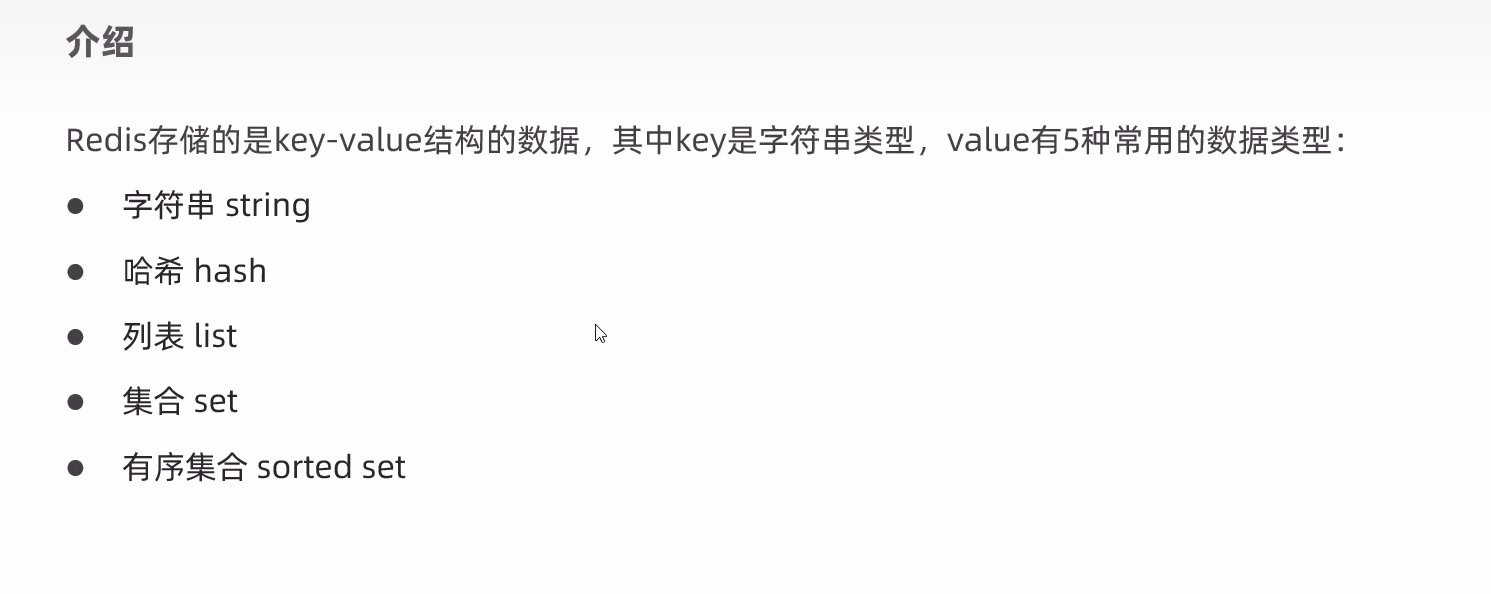 介绍
Redis存储的是key-value结构的数据，其中key是字符串类型，value有5种常用的数据类型：
● 字符串 string
● 哈希 hash
● 列表 list
● 集合 set
● 有序集合 sorted set